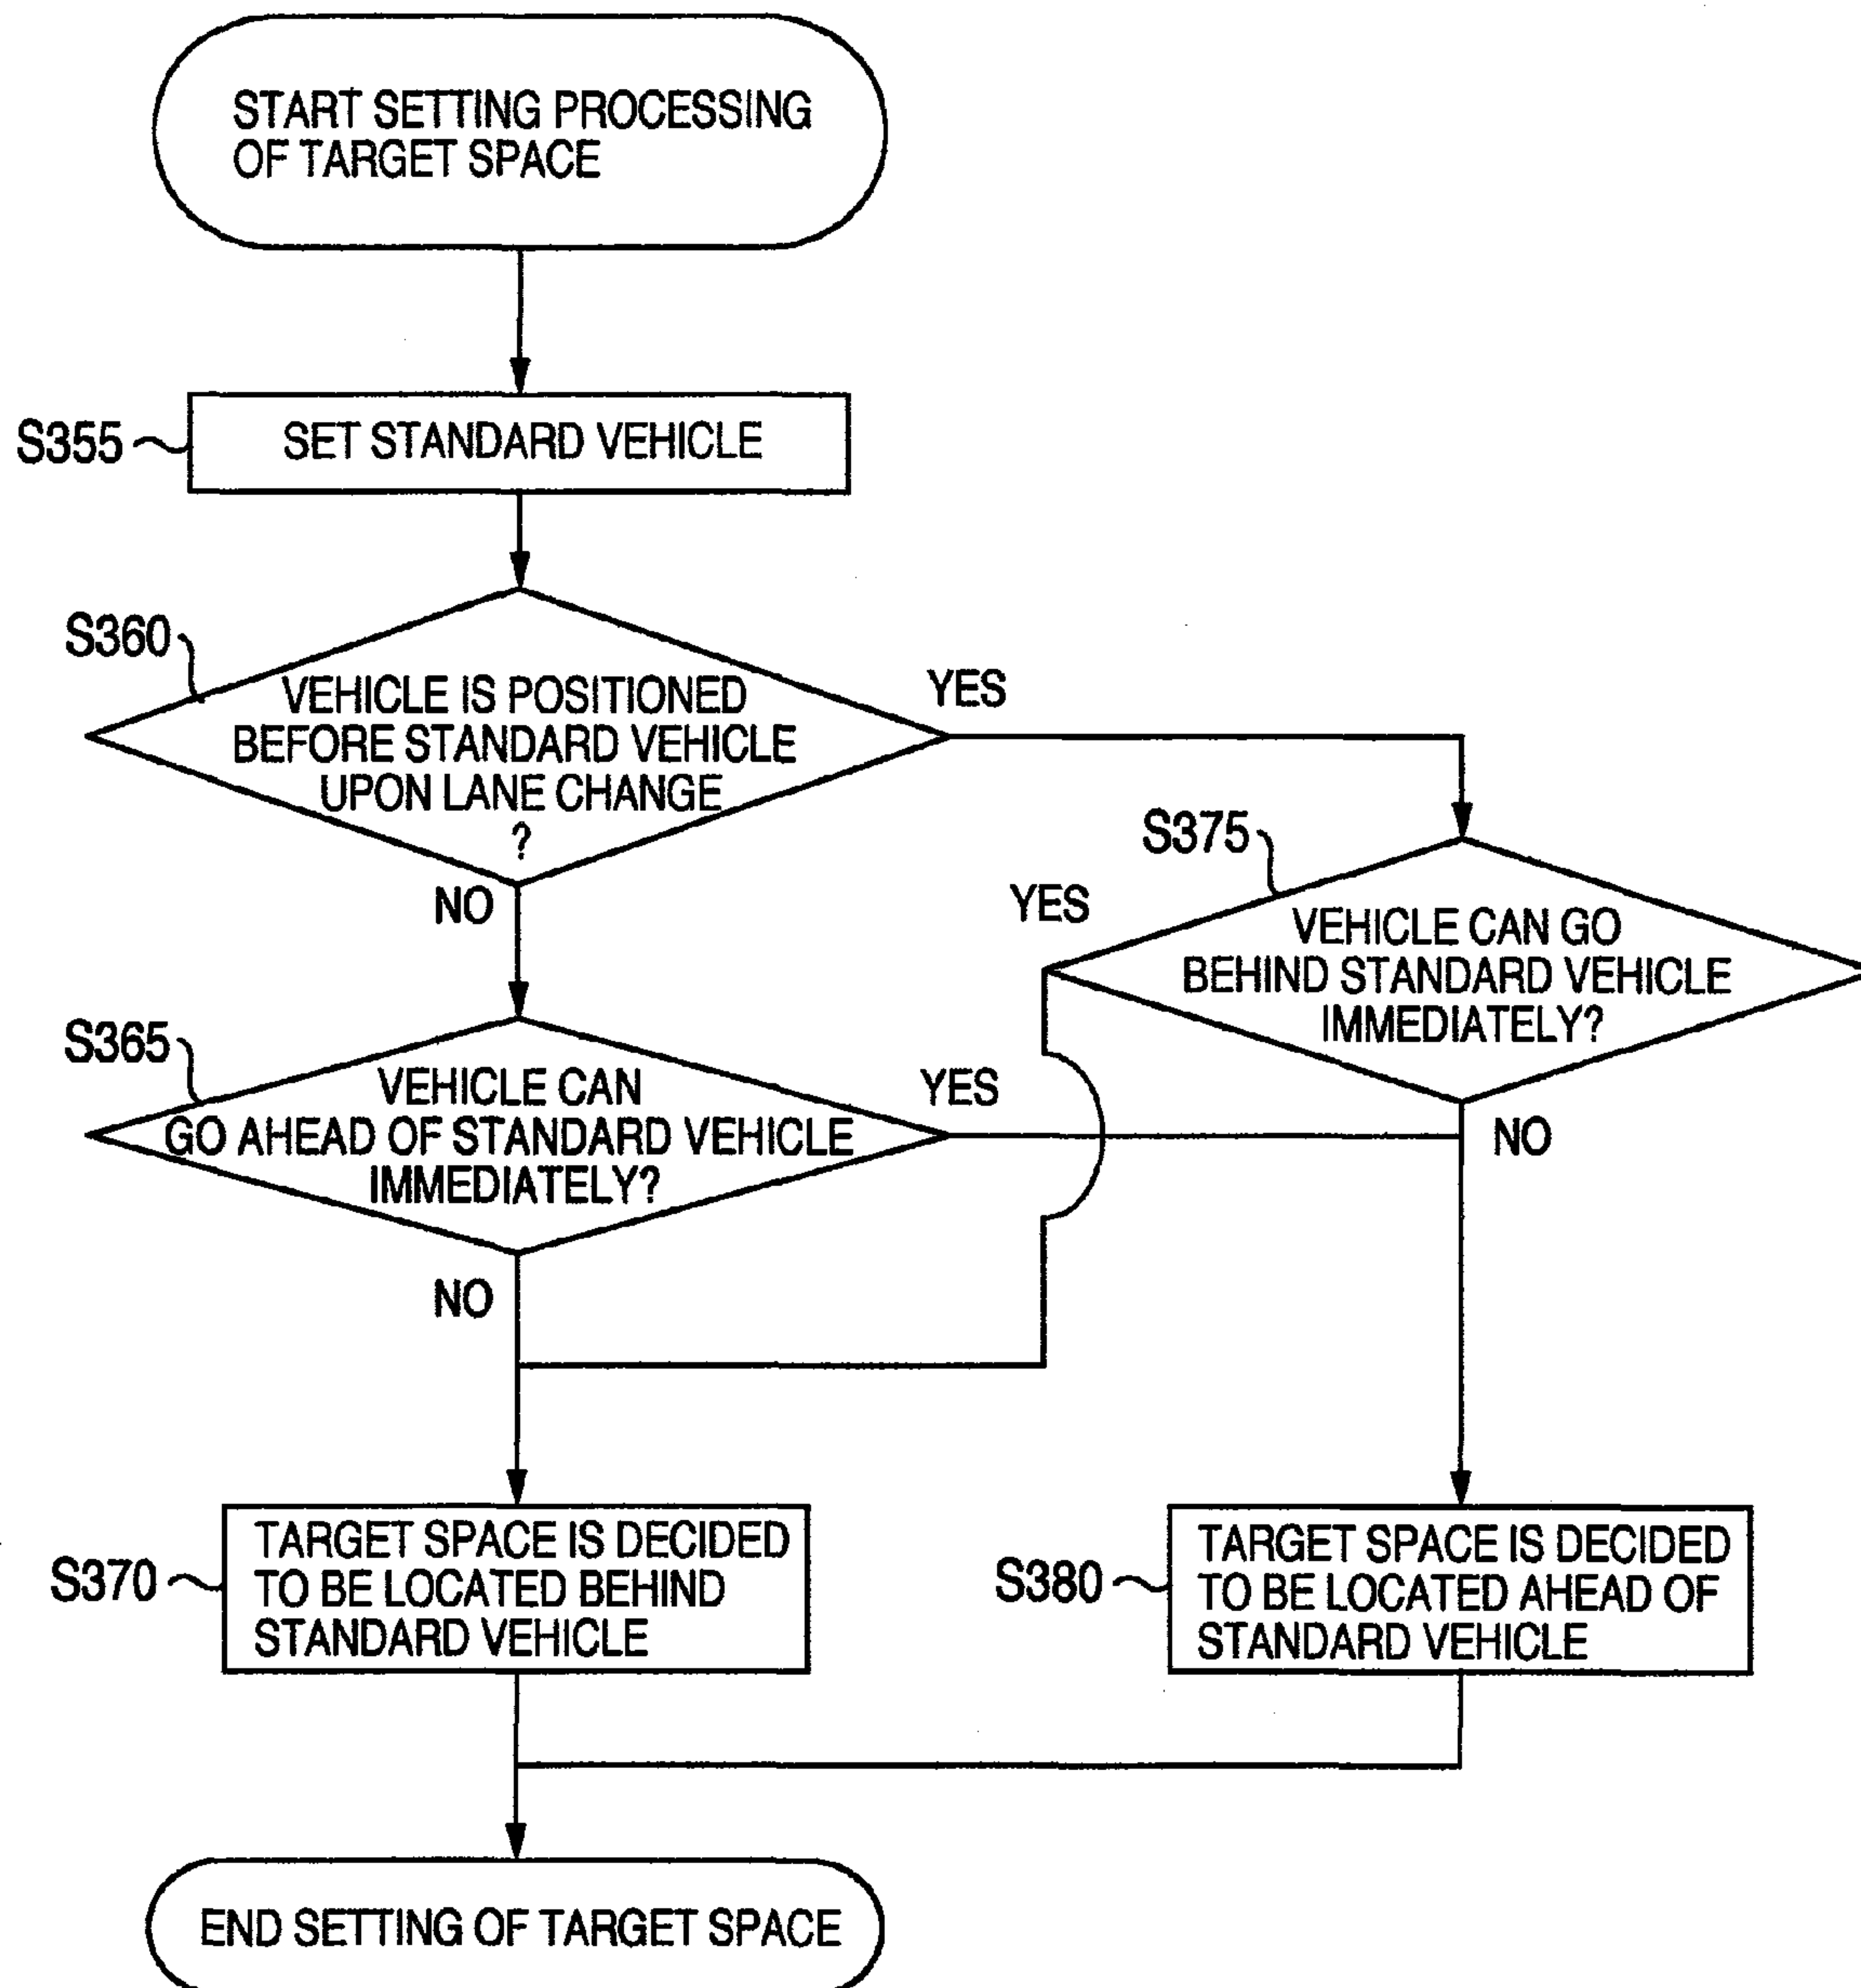 START SETTING PROCESSING
OF TARGET SPACE
S355
SET STANDARD VEHICLE
S360
VEHICLE IS POSITIONED
BEFORE STANDARD VEHICLE
UPON LANE CHANGE
?
YES
NO
S375
YES
VEHICLE CAN GO
BEHIND STANDARD VEHICLE
IMMEDIATELY?
NO
S365
VEHICLE CAN
GO AHEAD OF STANDARD VEHICLE
IMMEDIATELY?
YES
NO
S370
TARGET SPACE IS DECIDED
TO BE LOCATED BEHIND
STANDARD VEHICLE
S380
TARGET SPACE IS DECIDED
TO BE LOCATED AHEAD OF
STANDARD VEHICLE
END SETTING OF TARGET SPACE